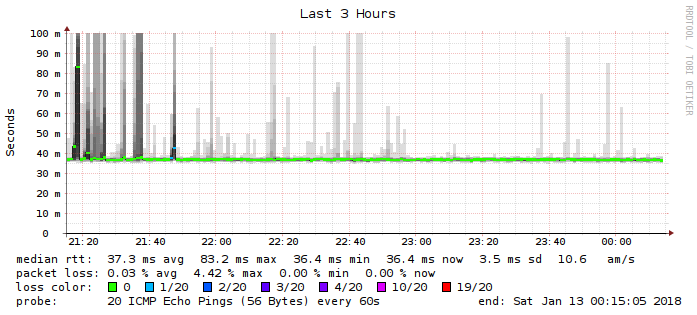 Last 3 Hours
RRDTOOL / TOBI OETIKER
Seconds
100 m
90 m
80 m
70 m
60 m
50 m
40 m
30 m
20 m
10 m
0
21:20 21:40 22:00 22:20 22:40 23:00 23:20 23:40 00:00
median rtt: 37.3 ms avg 83.2 ms max 36.4 ms min 36.4 ms now 3.5 ms sd 10.6 am/s
packet loss: 0.03 % avg 4.42 % max 0.00 % min 0.00 % now
loss color: 0 1/20 2/20 3/20 4/20 10/20 19/20
probe: 20 ICMP Echo Pings (56 Bytes) every 60s end: Sat Jan 13 00:15:05 2018